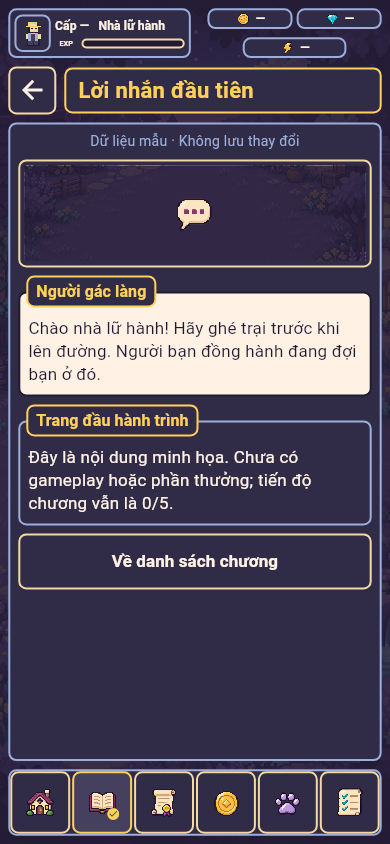 Cấp — Nhà lữ hành
EXP
—
—
—
Lời nhắn đầu tiên
Dữ liệu mẫu · Không lưu thay đổi
Người gác làng
Chào nhà lữ hành! Hãy ghé trại trước khi
lên đường. Người bạn đồng hành đang đợi
bạn ở đó.
Trang đầu hành trình
Đây là nội dung minh họa. Chưa có
gameplay hoặc phần thưởng; tiến độ
chương vẫn là 0/5.
Về danh sách chương